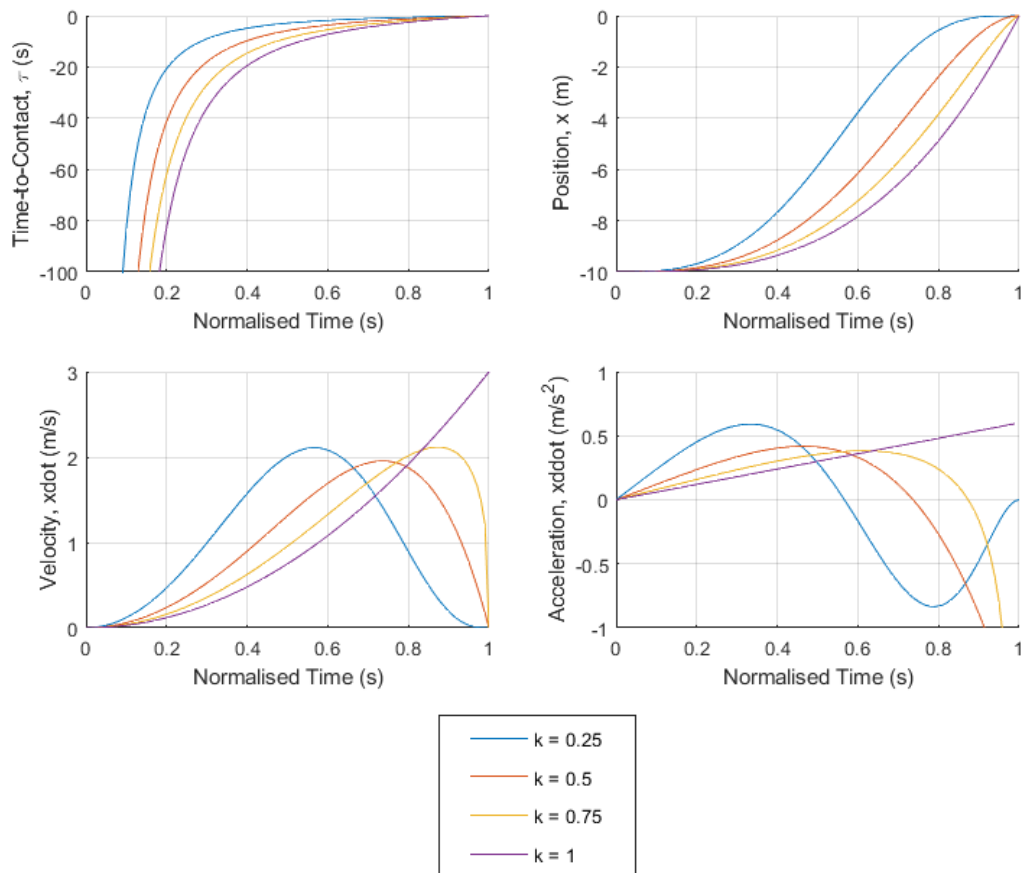 0
-20
-40
-60
-80
-100
Time-to-Contact, τ (s)
0 0.2 0.4 0.6 0.8 1
Normalised Time (s)
0
-2
-4
-6
-8
-10
Position, x (m)
0 0.2 0.4 0.6 0.8 1
Normalised Time (s)
3
2
1
0
Velocity, xdot (m/s)
0 0.2 0.4 0.6 0.8 1
Normalised Time (s)
1
0.5
0
-0.5
-1
Acceleration, xddot (m/s²)
0 0.2 0.4 0.6 0.8 1
Normalised Time (s)
k = 0.25
k = 0.5
k = 0.75
k = 1